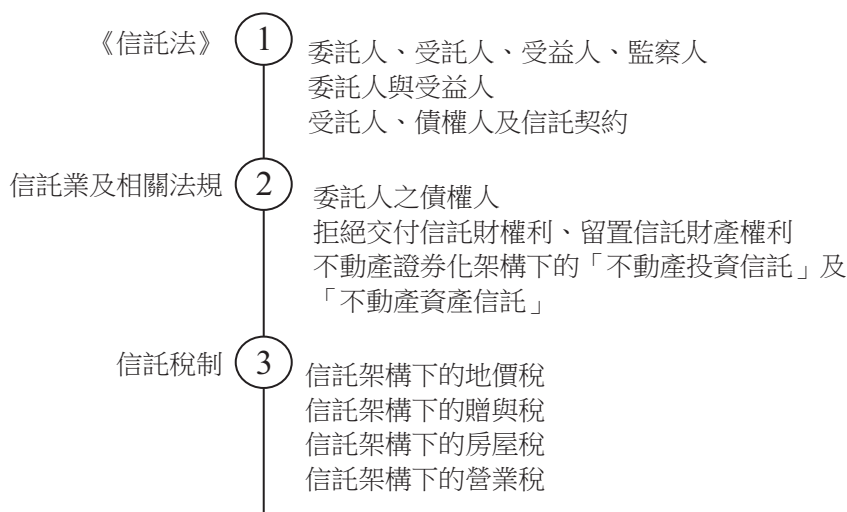 《信託法》
1
委託人、受託人、受益人、監察人
委託人與受益人
受託人、債權人及信託契約
信託業及相關法規
2
委託人之債權人
拒絕交付信託財權利、留置信託財產權利
不動產證券化架構下的「不動產投資信託」及
「不動產資產信託」
信託稅制
3
信託架構下的地價稅
信託架構下的贈與稅
信託架構下的房屋稅
信託架構下的營業稅